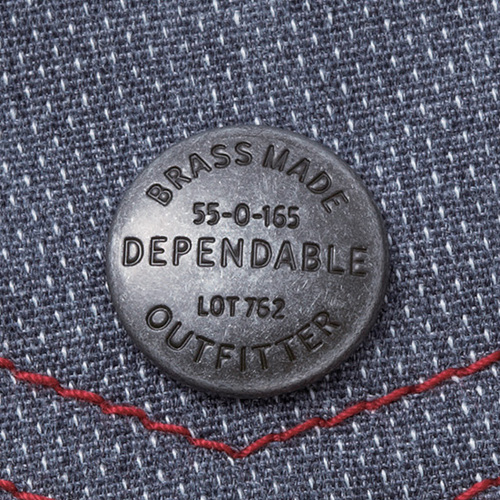 BRASS MADE
55-0-165
DEPENDABLE
LOT 762
OUTFITTER